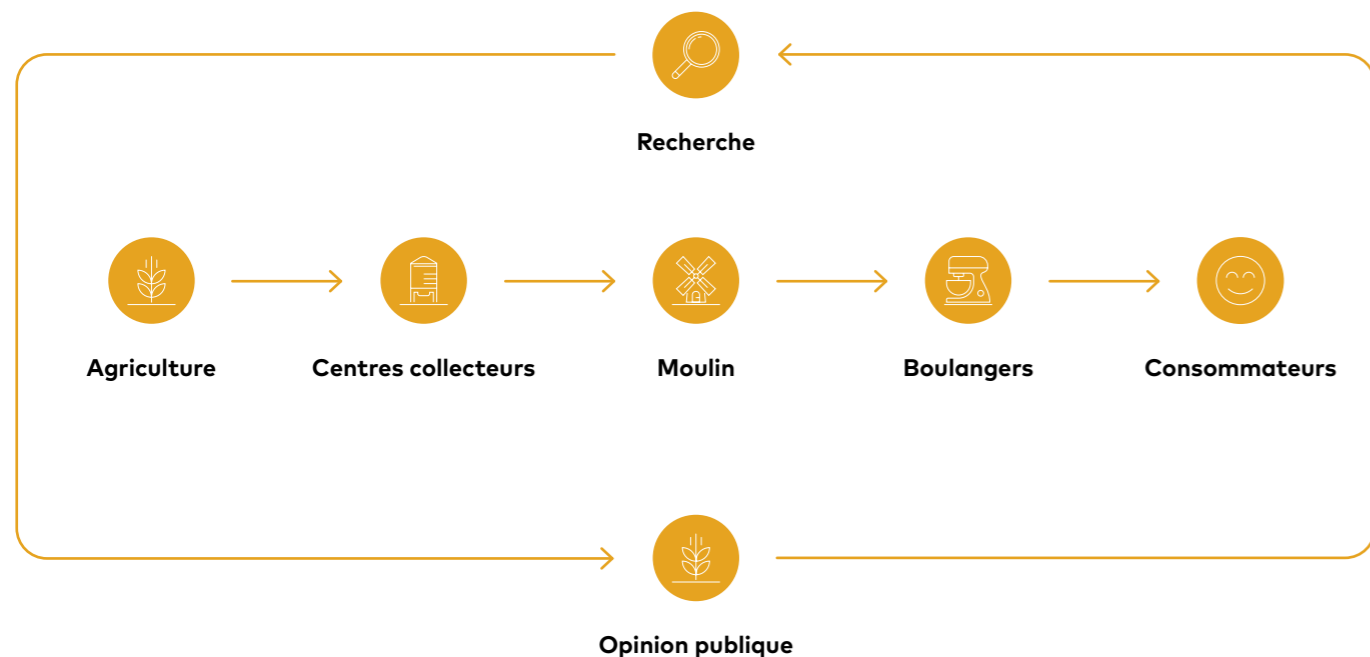 Recherche
Agriculture
Centres collecteurs
Moulin
Boulangers
Consommateurs
Opinion publique